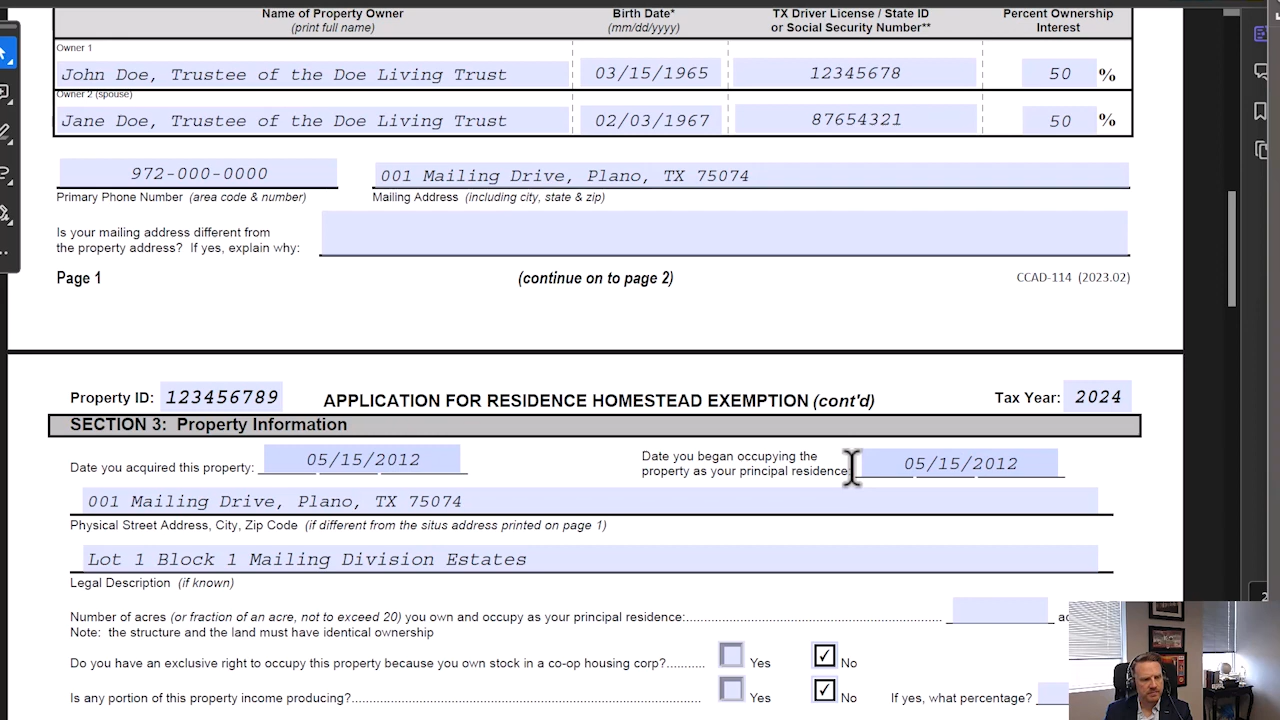 Name of Property Owner Birth Date* TX Driver License / State ID Percent Ownership
(print full name) (mm/dd/yyyy) or Social Security Number** Interest
Owner 1
John Doe, Trustee of the Doe Living Trust 03/15/1965 12345678 50 %
Owner 2 (spouse)
Jane Doe, Trustee of the Doe Living Trust 02/03/1967 87654321 50 %
972-000-0000 001 Mailing Drive, Plano, TX 75074
Primary Phone Number (area code & number) Mailing Address (including city, state & zip)
Is your mailing address different from
the property address? If yes, explain why:
Page 1 (continue on to page 2) CCAD-114 (2023.02)
Property ID: 123456789 APPLICATION FOR RESIDENCE HOMESTEAD EXEMPTION (cont'd) Tax Year: 2024
SECTION 3: Property Information
Date you acquired this property: 05/15/2012 Date you began occupying the
property as your principal residence 05/15/2012
001 Mailing Drive, Plano, TX 75074
Physical Street Address, City, Zip Code (if different from the situs address printed on page 1)
Lot 1 Block 1 Mailing Division Estates
Legal Description (if known)
Number of acres (or fraction of an acre, not to exceed 20) you own and occupy as your principal residence:
Note: the structure and the land must have identical ownership
Do you have an exclusive right to occupy this property because you own stock in a co-op housing corp?........... Yes ✓ No
Is any portion of this property income producing? Yes ✓ No If yes, what percentage?